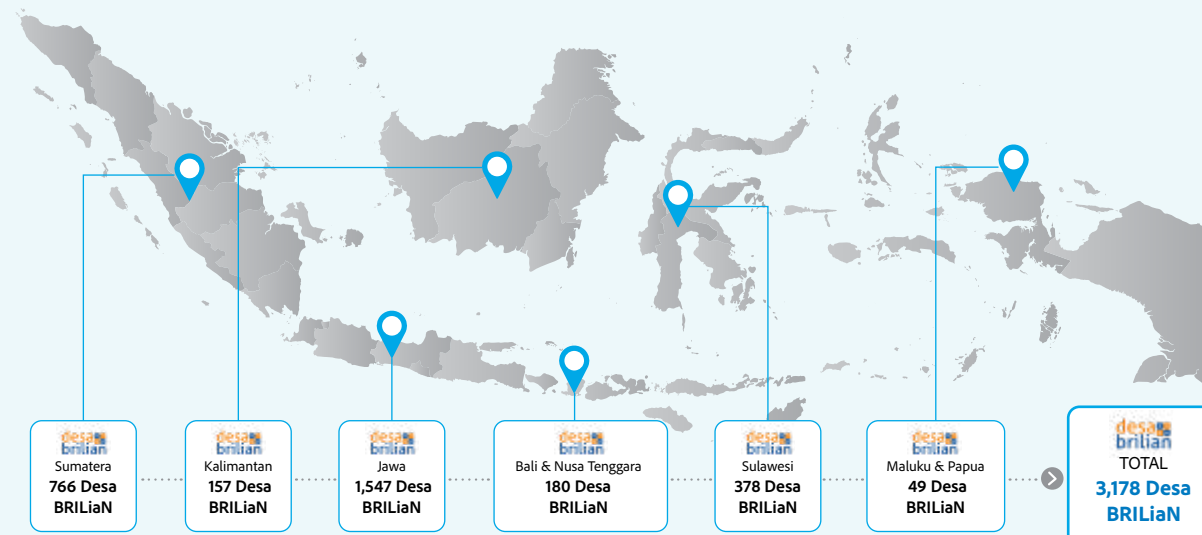 desa
brilian
Sumatera
766 Desa
BRILiaN
desa
brilian
Kalimantan
157 Desa
BRILiaN
desa
brilian
Jawa
1,547 Desa
BRILiaN
desa
brilian
Bali & Nusa Tenggara
180 Desa
BRILiaN
desa
brilian
Sulawesi
378 Desa
BRILiaN
desa
brilian
Maluku & Papua
49 Desa
BRILiaN
desa
brilian
TOTAL
3,178 Desa
BRILiaN